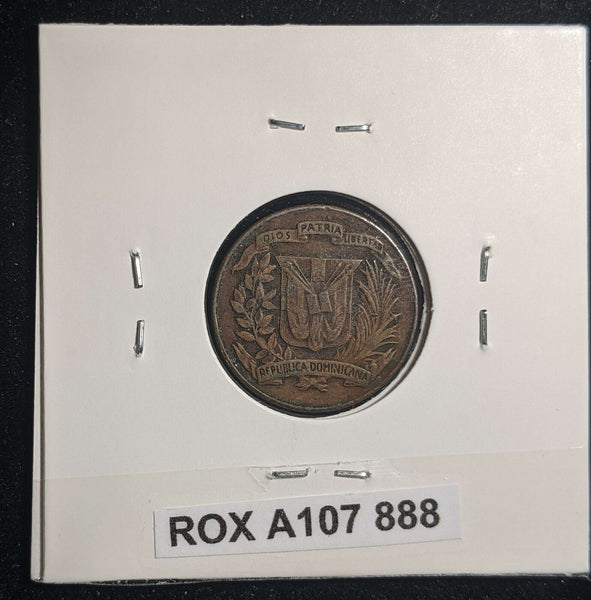 DIOS PATRIA LIBERTAD
REPUBLICA DOMINICANA
ROX A107 888